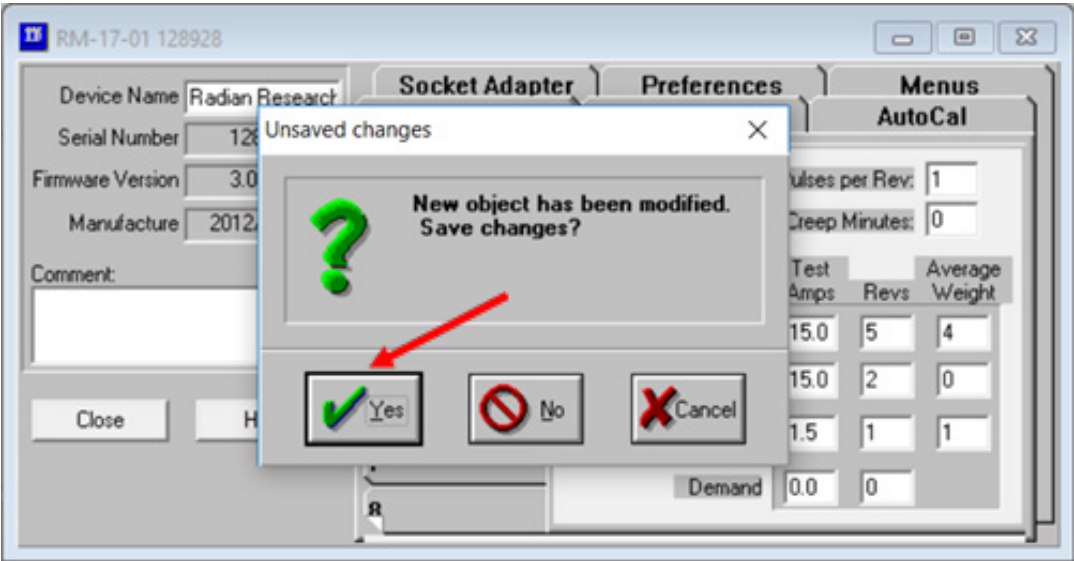 RM-17-01 128928
Socket Adapter Preferences Menus
AutoCal
Device Name Radian Research
Serial Number 128
Firmware Version 3.0
Manufacture 2012
Comment:
Close H
Unsaved changes
New object has been modified.
Save changes?
Yes No Cancel
ulses per Rev: 1
Creep Minutes: 0
Test Average
Amps Revs Weight
15.0 5 4
15.0 2 0
1.5 1 1
Demand 0.0 0
8